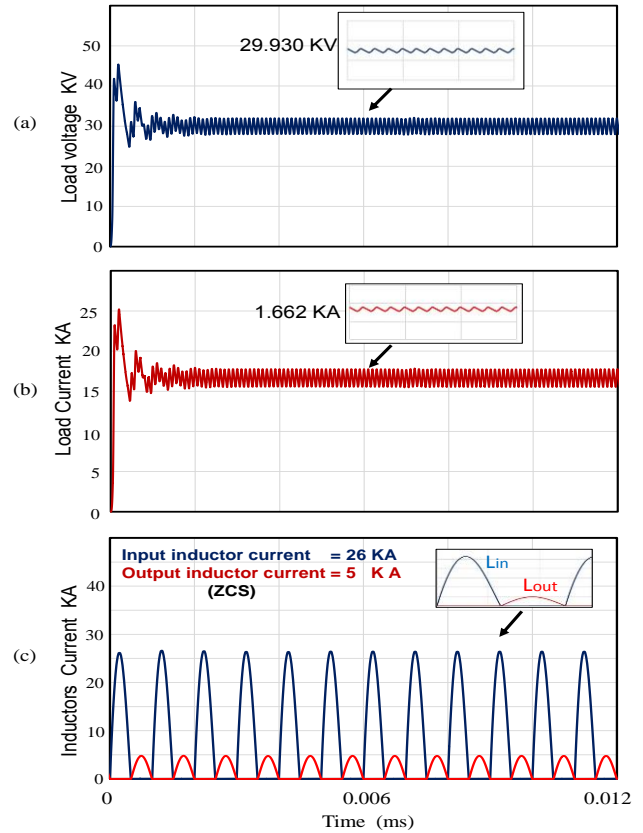 (a)
Load voltage KV
50
40
30
20
10
0
29.930 KV
(b)
Load Current KA
25
20
15
10
5
0
1.662 KA
(c)
Inductors Current KA
40
30
25
10
0
Input inductor current = 26 KA
Output inductor current = 5 K A
(ZCS)
Lin
Lout
0
0.006
0.012
Time (ms)